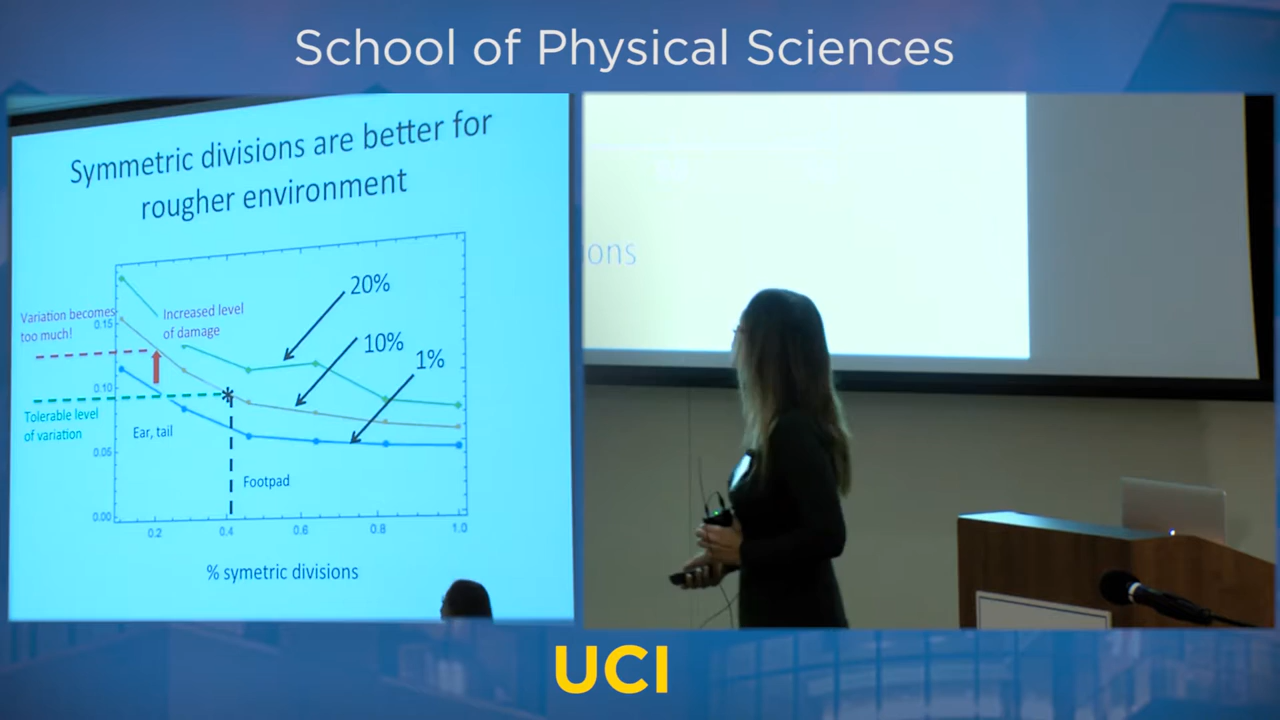 School of Physical Sciences
Symmetric divisions are better for
rougher environment
20%
Variation becomes
too much!
0.15
Increased level
of damage
10%
1%
0.10
Tolerable level
of variation
Ear, tail
0.05
Footpad
0.00
0.2
0.4
0.6
0.8
1.0
% symetric divisions
ons
UCI